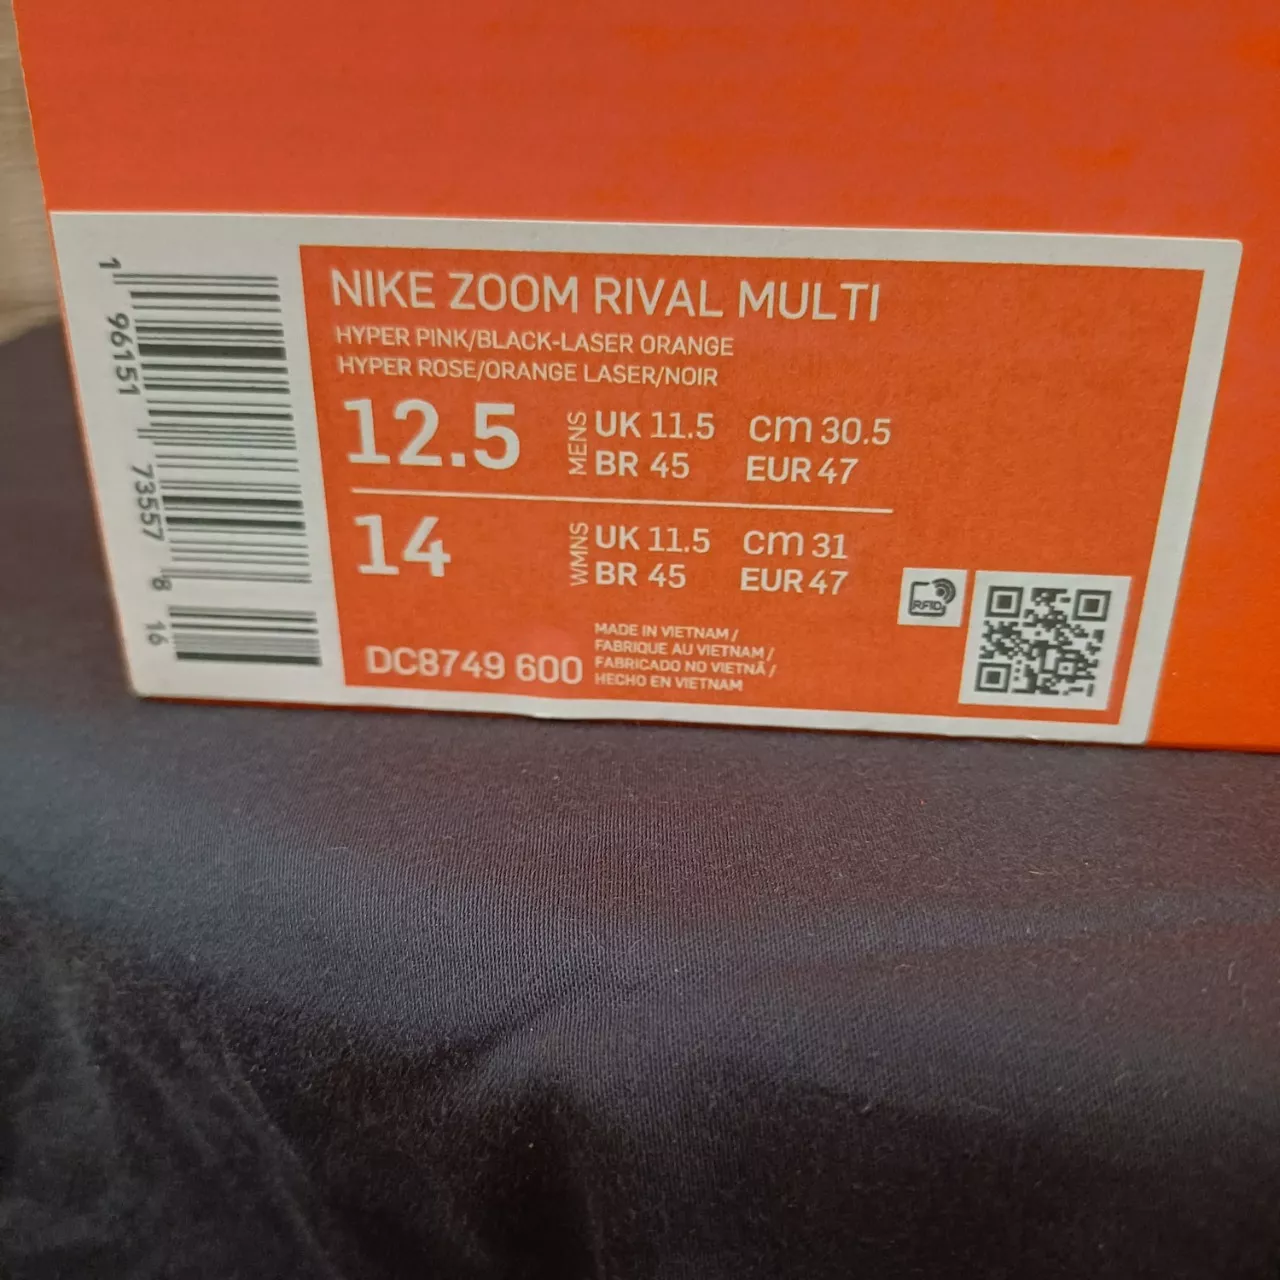 NIKE ZOOM RIVAL MULTI
HYPER PINK/BLACK-LASER ORANGE
HYPER ROSE/ORANGE LASER/NOIR
12.5 MENS UK 11.5 cm 30.5
BR 45 EUR 47
14 WMNS UK 11.5 cm 31
BR 45 EUR 47
DC8749 600
MADE IN VIETNAM /
FABRIQUE AU VIETNAM /
FABRICADO NO VIETNÃ /
HECHO EN VIETNAM
RFID
1 96151 73557 8 16